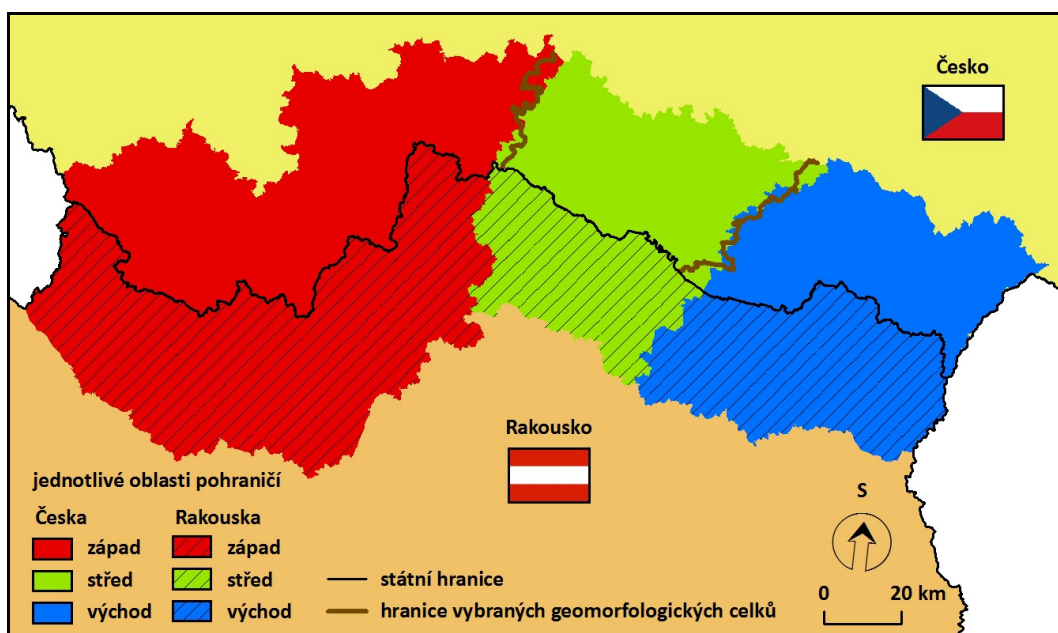 Česko
Rakousko
jednotlivé oblasti pohraničí
Česka Rakouska
západ západ
střed střed
východ východ
státní hranice
hranice vybraných geomorfologických celků
S
0 20 km